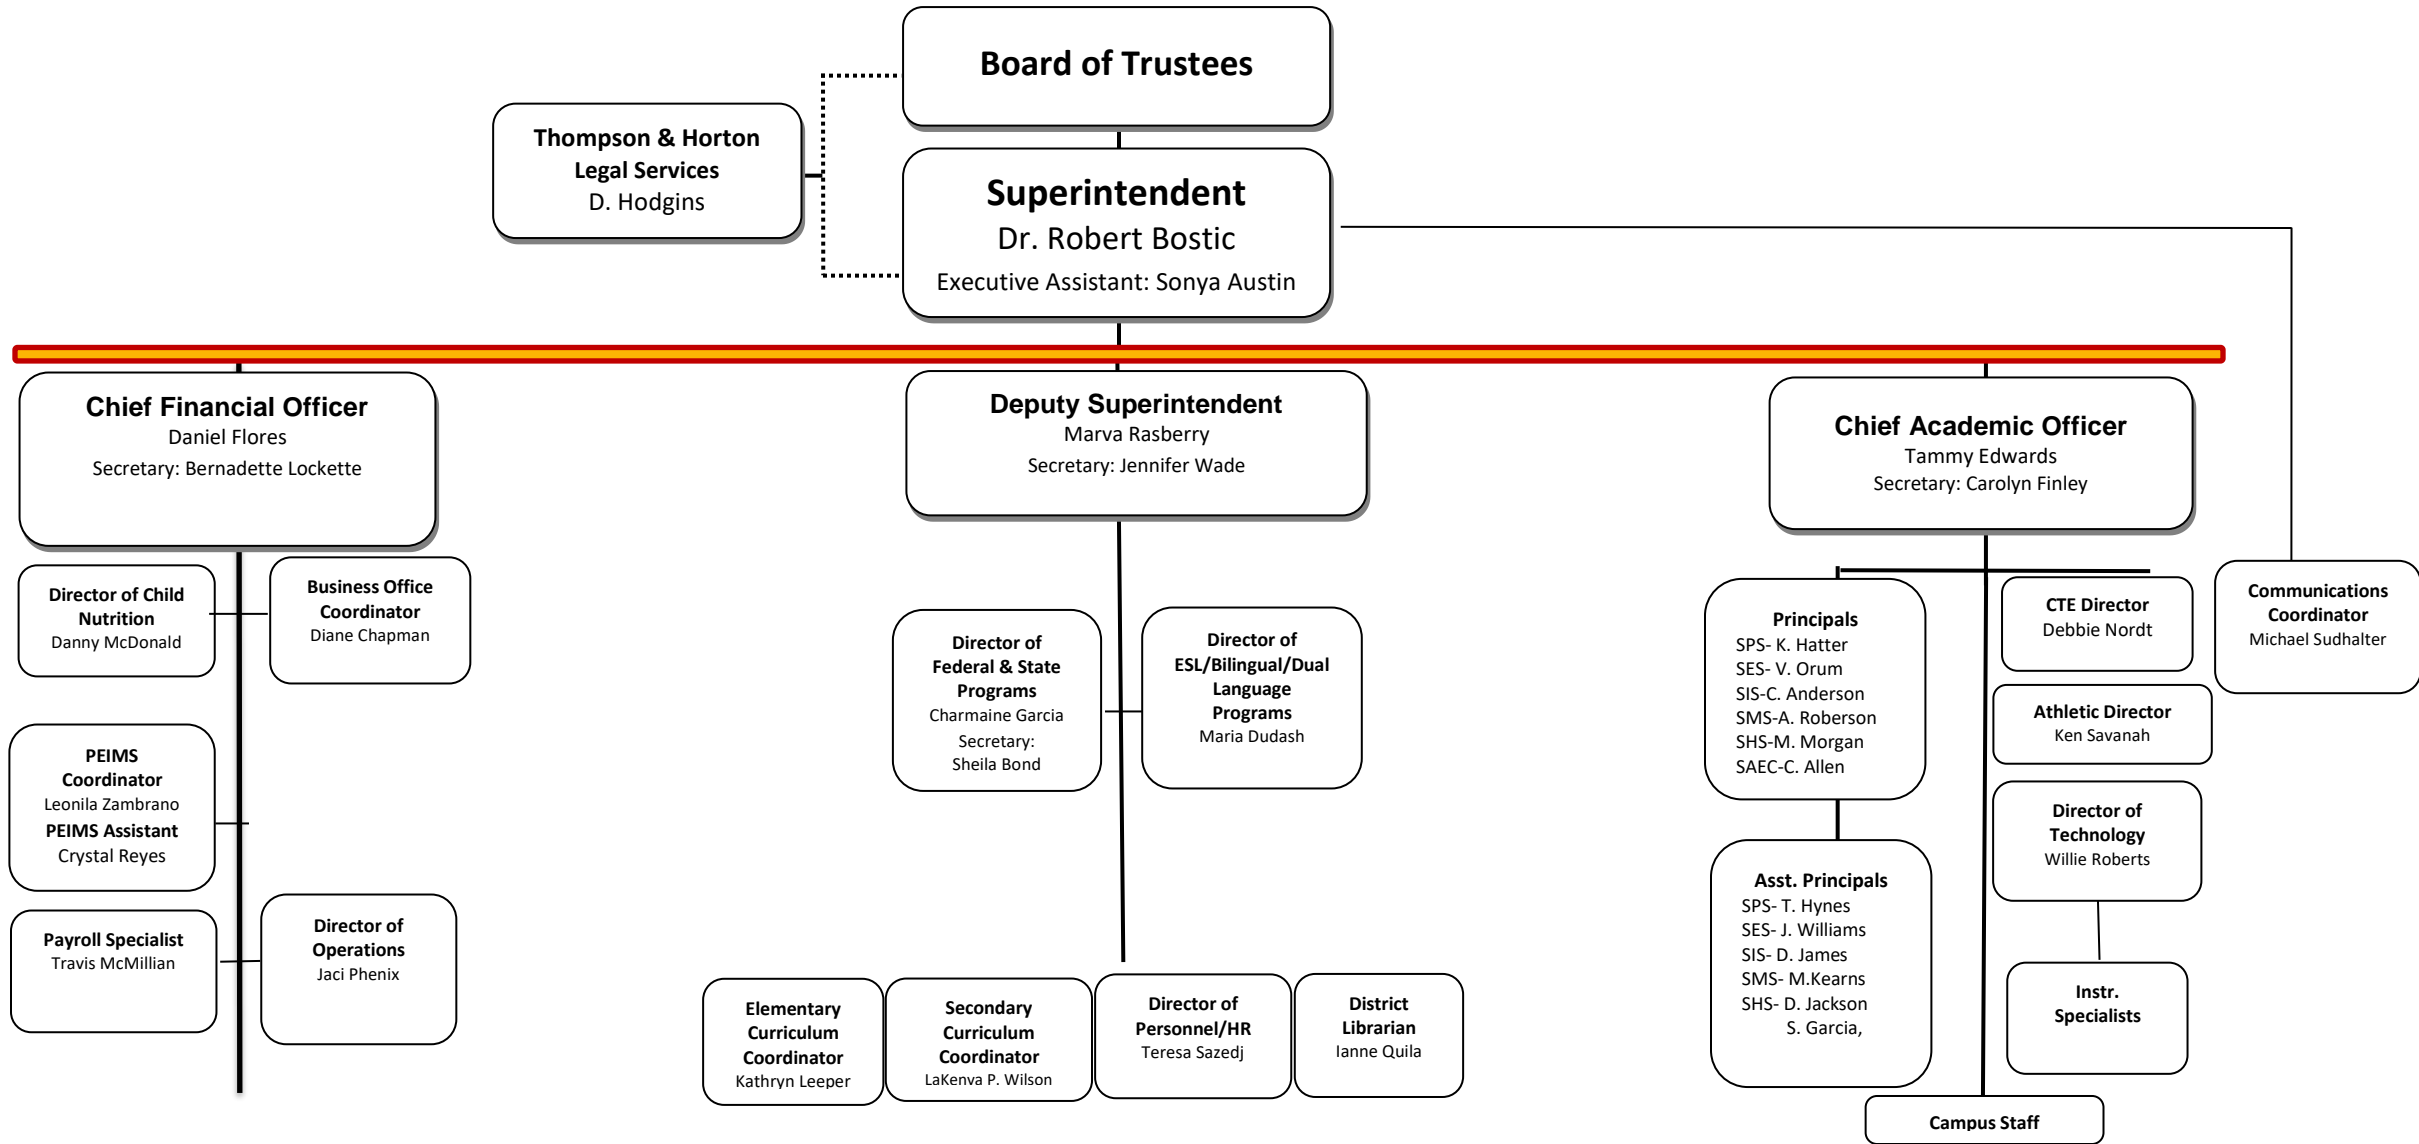 Board of Trustees
Thompson & Horton
Legal Services
D. Hodgins
Superintendent
Dr. Robert Bostic
Executive Assistant: Sonya Austin
Chief Financial Officer
Daniel Flores
Secretary: Bernadette Lockette
Deputy Superintendent
Marva Rasberry
Secretary: Jennifer Wade
Chief Academic Officer
Tammy Edwards
Secretary: Carolyn Finley
Director of Child
Nutrition
Danny McDonald
Business Office
Coordinator
Diane Chapman
PEIMS
Coordinator
Leonila Zambrano
PEIMS Assistant
Crystal Reyes
Payroll Specialist
Travis McMillian
Director of
Operations
Jaci Phenix
Director of
Federal & State
Programs
Charmaine Garcia
Secretary:
Sheila Bond
Director of
ESL/Bilingual/Dual
Language
Programs
Maria Dudash
Elementary
Curriculum
Coordinator
Kathryn Leeper
Secondary
Curriculum
Coordinator
LaKenva P. Wilson
Director of
Personnel/HR
Teresa Sazedj
District
Librarian
Ianne Quila
Principals
SPS- K. Hatter
SES- V. Orum
SIS-C. Anderson
SMS-A. Roberson
SHS-M. Morgan
SAEC-C. Allen
Asst. Principals
SPS- T. Hynes
SES- J. Williams
SIS- D. James
SMS- M.Kearns
SHS- D. Jackson
S. Garcia,
CTE Director
Debbie Nordt
Athletic Director
Ken Savanah
Director of
Technology
Willie Roberts
Instr.
Specialists
Campus Staff
Communications
Coordinator
Michael Sudhalter